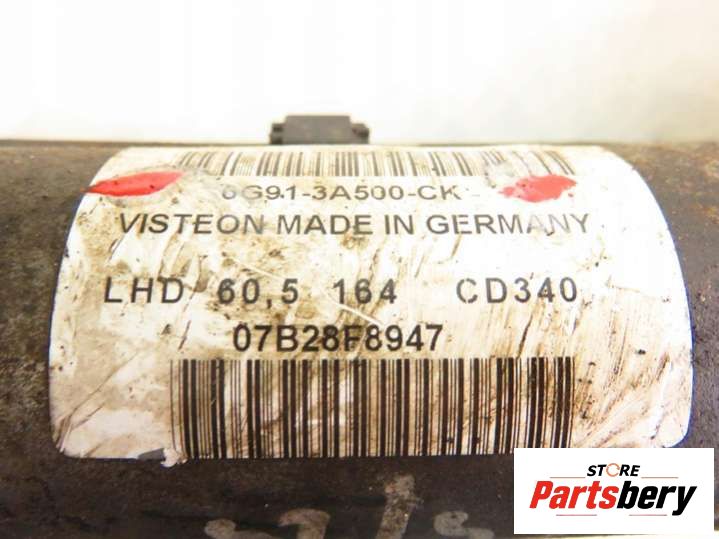 6G91-3A500-CK
VISTEON MADE IN GERMANY
LHD 60,5 164 CD340
07B28F8947
STORE
Partsbery